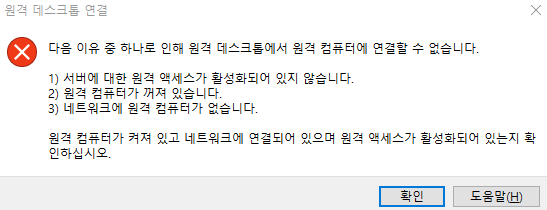 원격 데스크톱 연결
다음 이유 중 하나로 인해 원격 데스크톱에서 원격 컴퓨터에 연결할 수 없습니다.
1) 서버에 대한 원격 액세스가 활성화되어 있지 않습니다.
2) 원격 컴퓨터가 꺼져 있습니다.
3) 네트워크에 원격 컴퓨터가 없습니다.
원격 컴퓨터가 켜져 있고 네트워크에 연결되어 있으며 원격 액세스가 활성화되어 있는지 확
인하십시오.
확인
도움말(H)